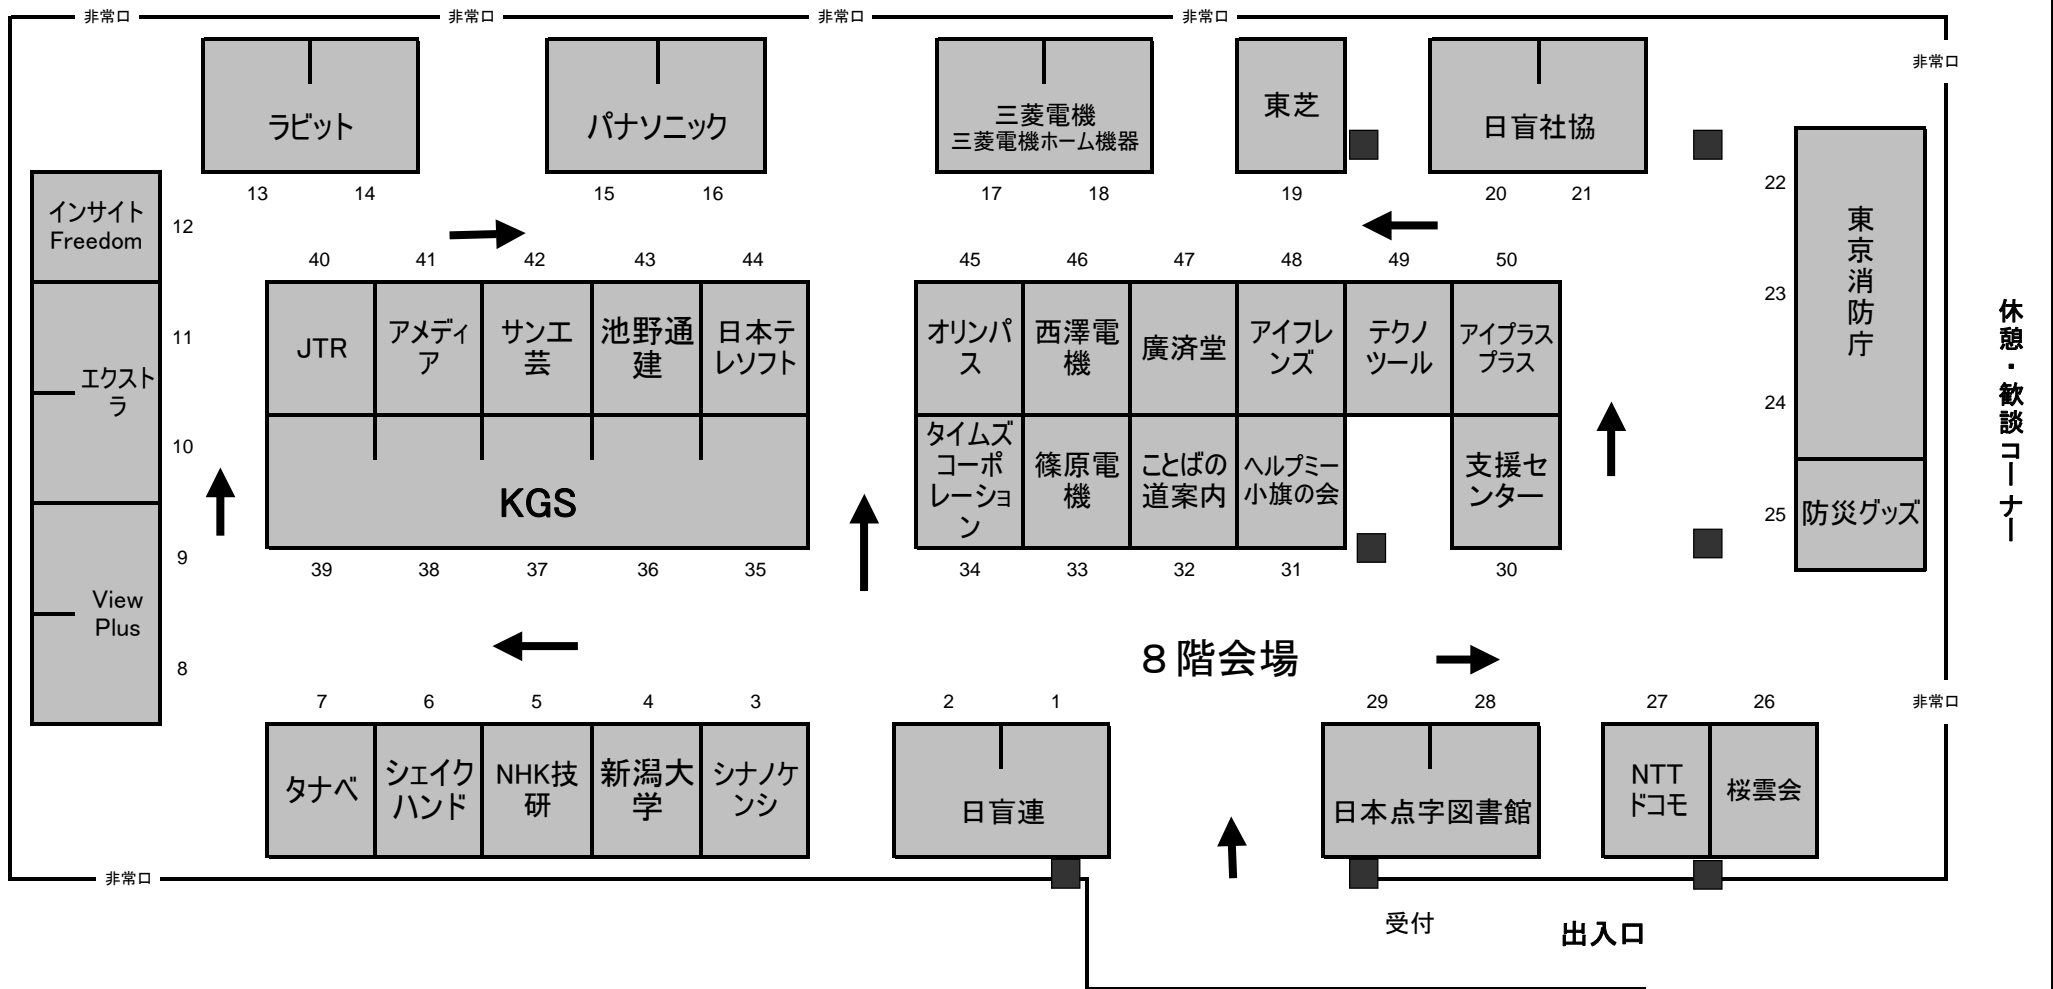 非常口
非常口
非常口
非常口
非常口
ラビット
パナソニック
三菱電機
三菱電機ホーム機器
東芝
日盲社協
13
14
15
16
17
18
19
20
21
22
23
24
25
東
京
消
防
庁
防災グッズ
休憩・歓談コーナー
インサイト
Freedom
エクスト
ラ
View
Plus
12
11
10
9
8
40
41
42
43
44
JTR
アメディ
ア
サンエ
芸
池野通
建
日本テ
レソフト
KGS
39
38
37
36
35
45
46
47
48
49
50
オリンパ
ス
西澤電
機
廣済堂
アイフレ
ンズ
テクノ
ツール
アイプラス
プラス
タイムズ
コーポ
レーショ
ン
篠原電
機
ことばの
道案内
ヘルプミー
小旗の会
支援セ
ンター
34
33
32
31
30
8階会場
7
6
5
4
3
2
1
29
28
27
26
非常口
タナベ
シェイク
ハンド
NHK技
研
新潟大
学
シナノケ
ンシ
日盲連
日本点字図書館
NTT
ドコモ
桜雲会
非常口
受付
出入口